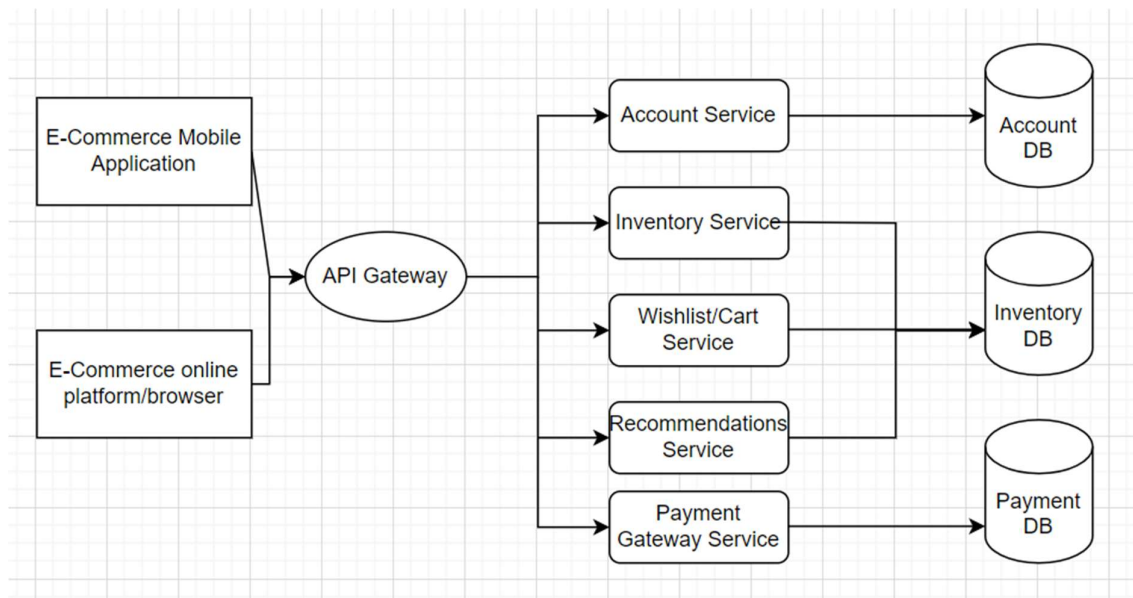 E-Commerce Mobile
Application
E-Commerce online
platform/browser
API Gateway
Account Service
Inventory Service
Wishlist/Cart
Service
Recommendations
Service
Payment
Gateway Service
Account
DB
Inventory
DB
Payment
DB